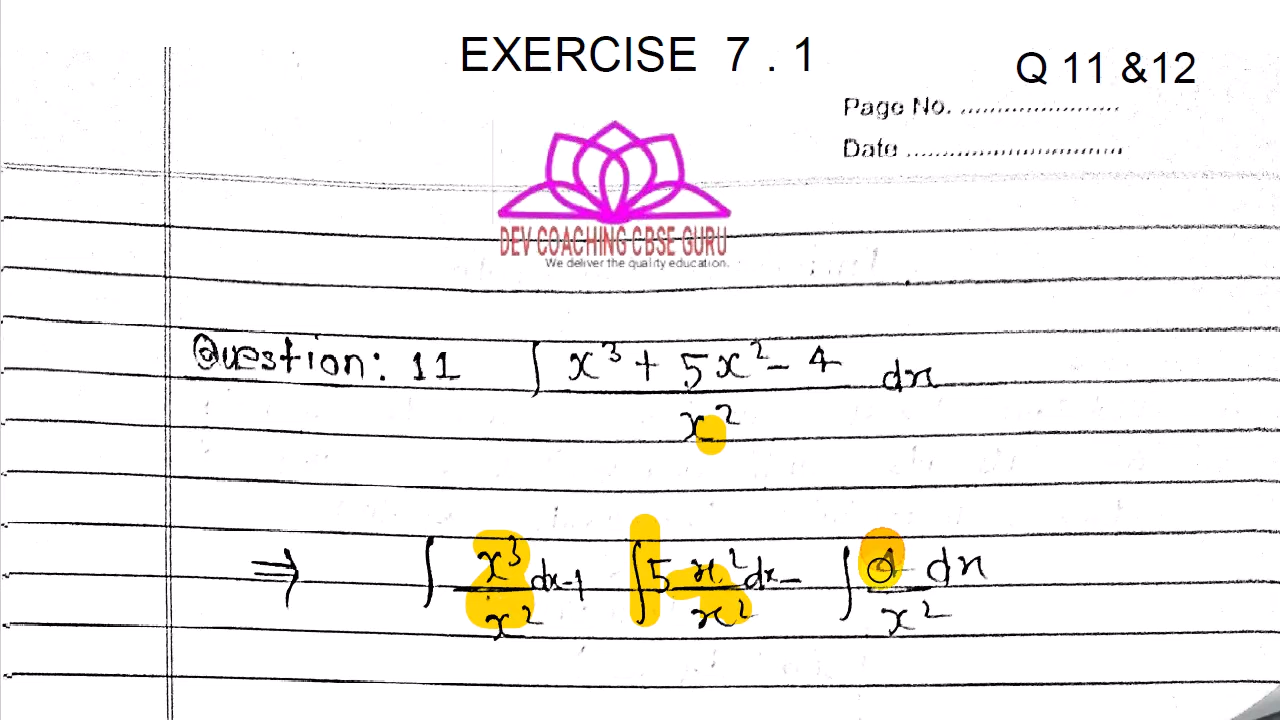 EXERCISE 7 . 1
Q 11 &12
Page No. ......................
Date ............................
DEV COACHING CBSE GURU
We deliver the quality education.
Question: 11 ∫ x³ + 5x² - 4 dx
x²
⇒ ∫ x³/x² dx + ∫ 5 x²/x² dx - ∫ 4/x² dx